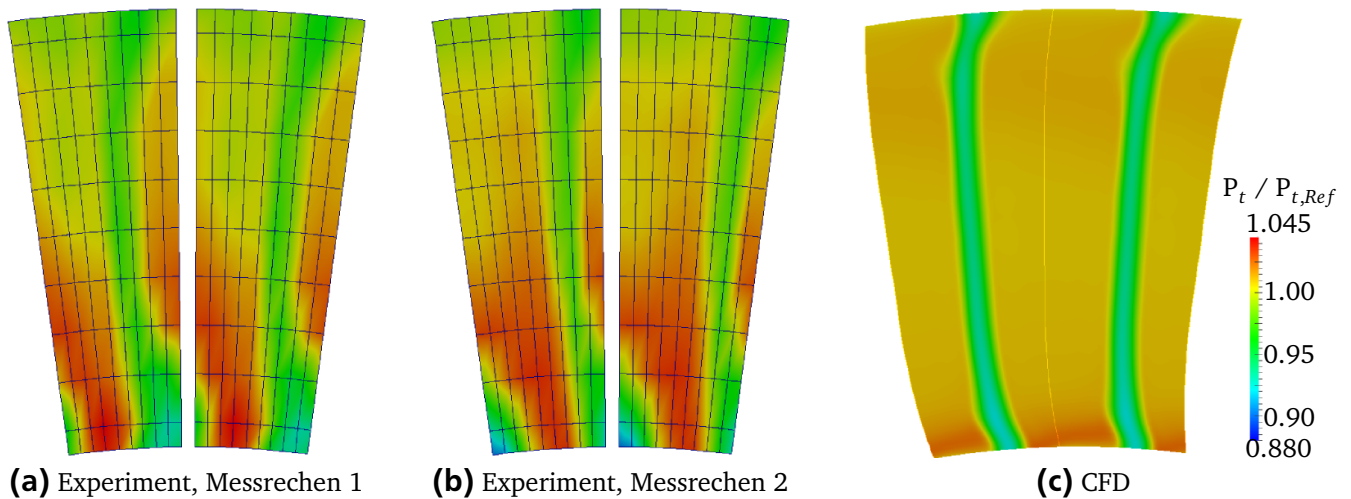 P_t / P_{t,Ref}
1.045
1.00
0.95
0.90
0.880
(a) Experiment, Messrechen 1
(b) Experiment, Messrechen 2
(c) CFD